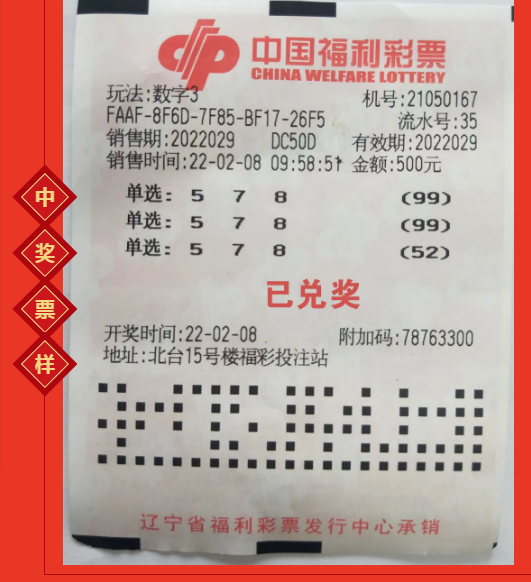 中国福利彩票
CHINA WELFARE LOTTERY
玩法:数字3 机号:21050167
FAAF-8F6D-7F85-BF17-26F5 流水号:35
销售期:2022029 DC50D 有效期:2022029
销售时间:22-02-08 09:58:51* 金额:500元
单选: 5 7 8 (99)
单选: 5 7 8 (99)
单选: 5 7 8 (52)
已兑奖
开奖时间:22-02-08 附加码:78763300
地址:北台15号楼福彩投注站
辽宁省福利彩票发行中心承销
中奖票样